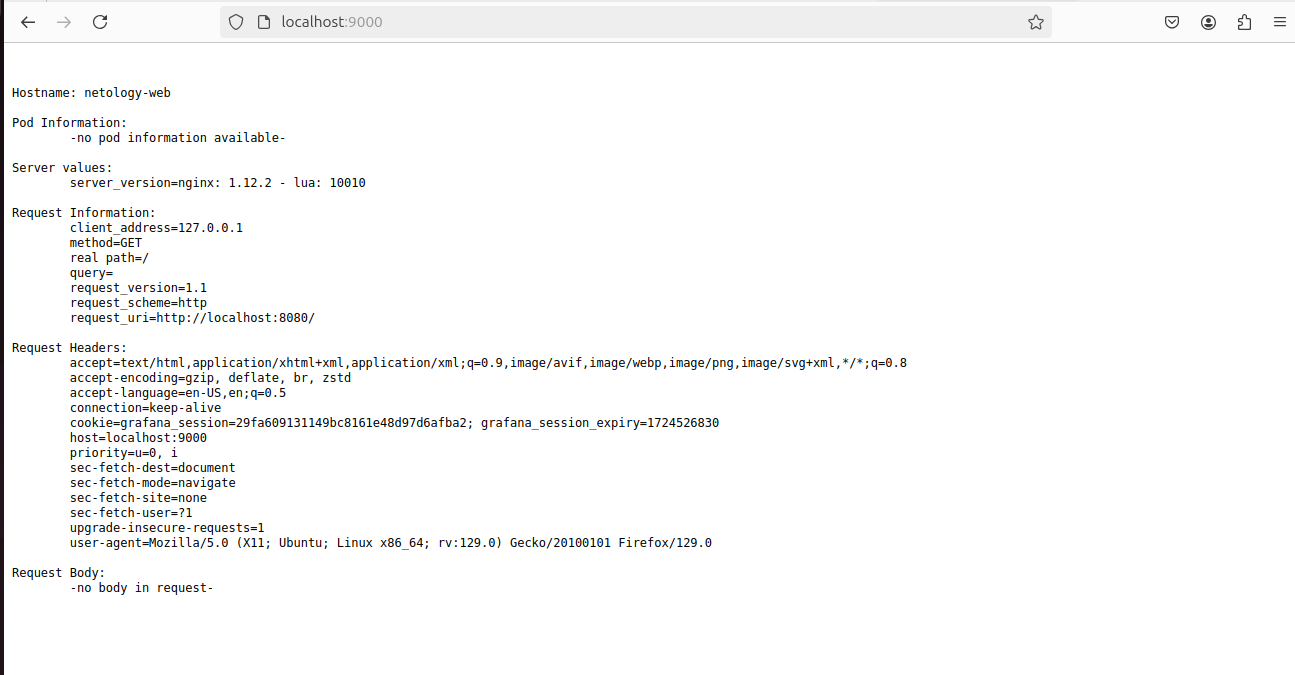 localhost:9000
Hostname: netology-web
Pod Information:
-no pod information available-
Server values:
server_version=nginx: 1.12.2 - lua: 10010
Request Information:
client_address=127.0.0.1
method=GET
real path=/
query=
request_version=1.1
request_scheme=http
request_uri=http://localhost:8080/
Request Headers:
accept=text/html,application/xhtml+xml,application/xml;q=0.9,image/avif,image/webp,image/png,image/svg+xml,*/*;q=0.8
accept-encoding=gzip, deflate, br, zstd
accept-language=en-US,en;q=0.5
connection=keep-alive
cookie=grafana_session=29fa609131149bc8161e48d97d6afba2; grafana_session_expiry=1724526830
host=localhost:9000
priority=u=0, i
sec-fetch-dest=document
sec-fetch-mode=navigate
sec-fetch-site=none
sec-fetch-user=?1
upgrade-insecure-requests=1
user-agent=Mozilla/5.0 (X11; Ubuntu; Linux x86_64; rv:129.0) Gecko/20100101 Firefox/129.0
Request Body:
-no body in request-